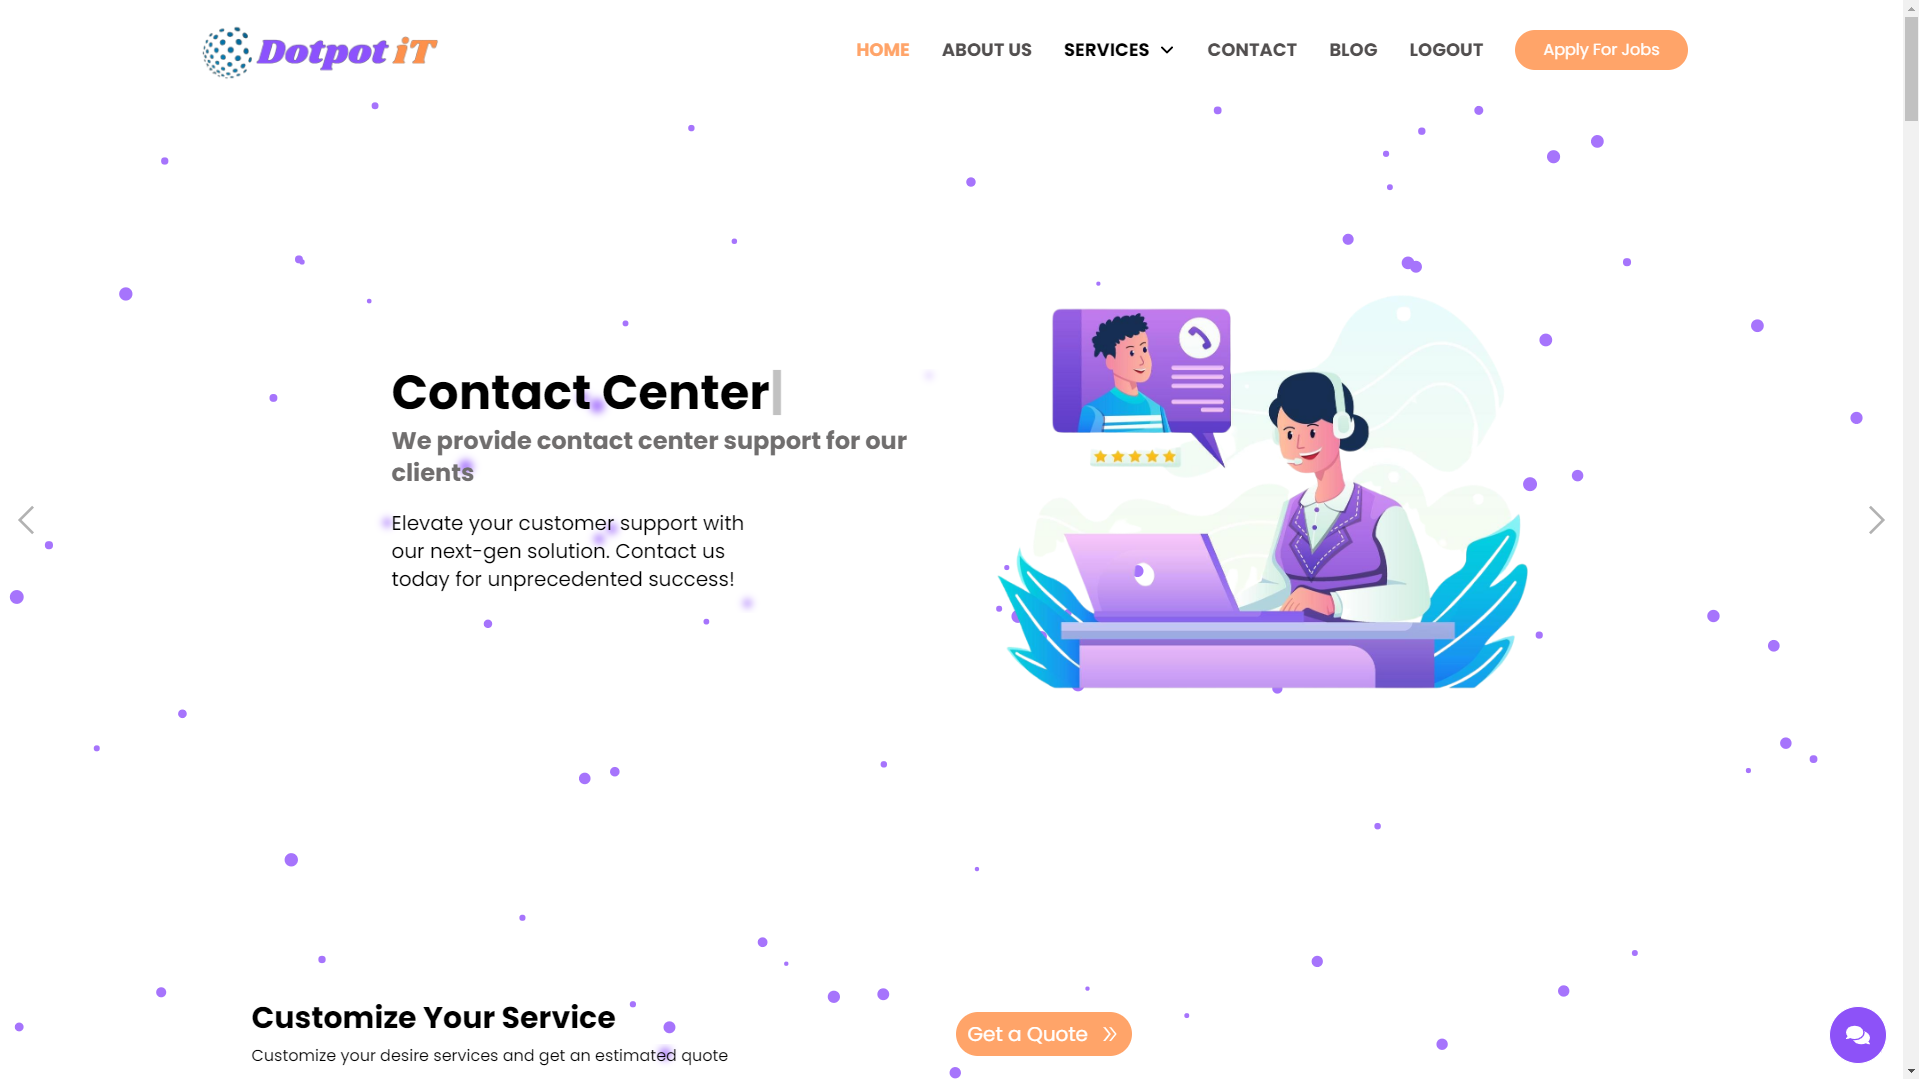 Dotpot iT
HOME ABOUT US SERVICES CONTACT BLOG LOGOUT Apply For Jobs
Contact Center
We provide contact center support for our
clients
Elevate your customer support with
our next-gen solution. Contact us
today for unprecedented success!
Customize Your Service
Customize your desire services and get an estimated quote
Get a Quote